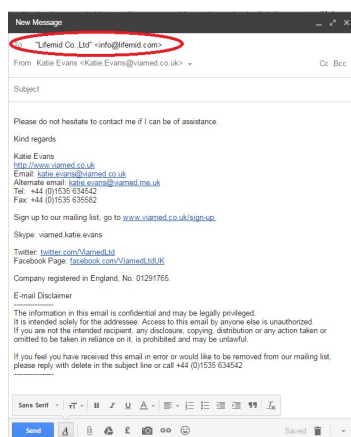 New Message
To "Lifemid Co.,Ltd" <info@lifemid.com>
From Katie Evans <Katie.Evans@viamed.co.uk> Cc Bcc
Subject
Please do not hesitate to contact me if I can be of assistance.
Kind regards
Katie Evans
http://www.viamed.co.uk
Email: katie.evans@viamed.co.uk
Alternate email: katie.evans@viamed.me.uk
Tel: +44 (0)1535 634542
Fax: +44 (0)1535 635582
Sign up to our mailing list, go to www.viamed.co.uk/sign-up
Skype: viamed.katie.evans
Twitter: twitter.com/ViamedLtd
Facebook Page: facebook.com/ViamedLtdUK
Company registered in England, No. 01291765.
E-mail Disclaimer
-----------------
The information in this email is confidential and may be legally privileged.
It is intended solely for the addressee. Access to this email by anyone else is unauthorized.
If you are not the intended recipient, any disclosure, copying, distribution or any action taken or
omitted to be taken in reliance on it, is prohibited and may be unlawful.
If you feel you have received this email in error or would like to be removed from our mailing list,
please reply with delete in the subject line or call +44 (0)1535 634542
-----------------
Sans Serif B I U A
Send A £ Saved